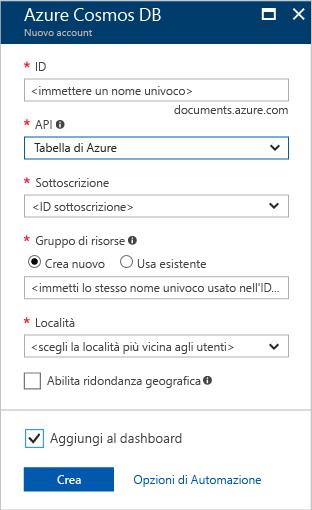 Azure Cosmos DB
Nuovo account
* ID
<immettere un nome univoco>
documents.azure.com
* API
Tabella di Azure
* Sottoscrizione
<ID sottoscrizione>
* Gruppo di risorse
Crea nuovo Usa esistente
<immetti lo stesso nome univoco usato nell'ID...
* Località
<scegli la località più vicina agli utenti>
Abilita ridondanza geografica
Aggiungi al dashboard
Crea Opzioni di Automazione